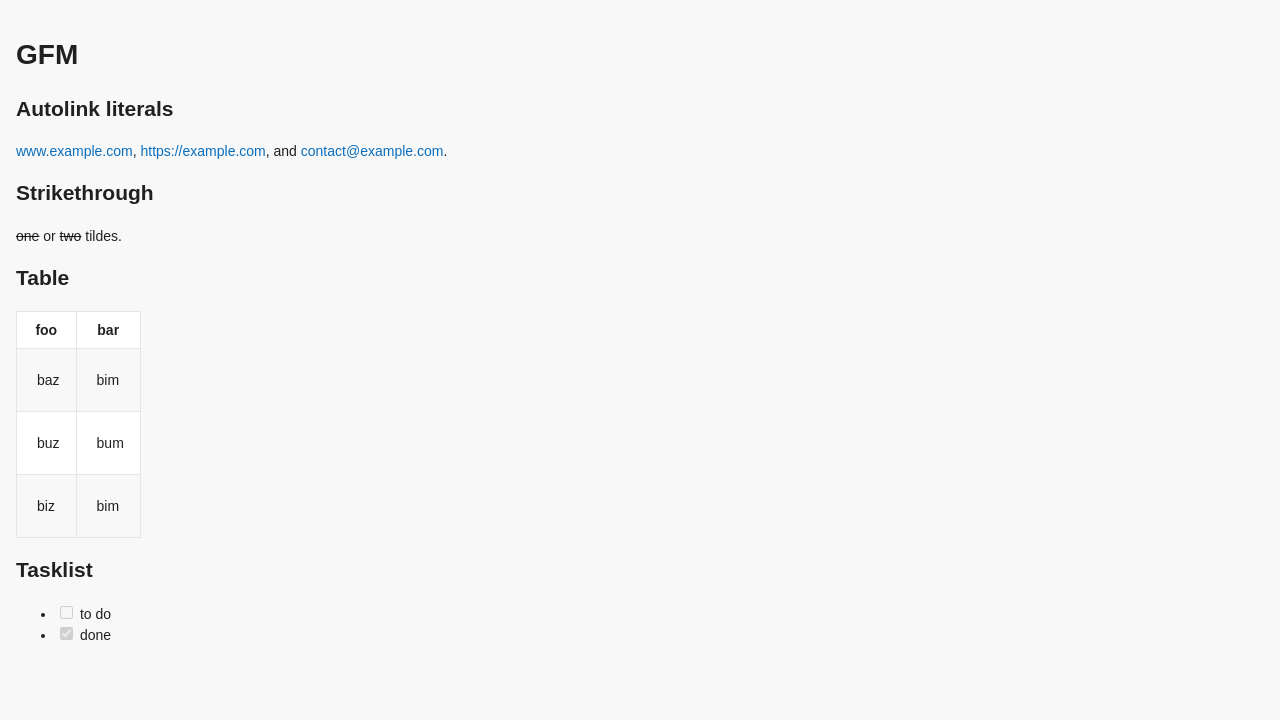 GFM
Autolink literals
www.example.com, https://example.com, and contact@example.com.
Strikethrough
one or two tildes.
Table
foo bar
baz bim
buz bum
biz bim
Tasklist
to do
done